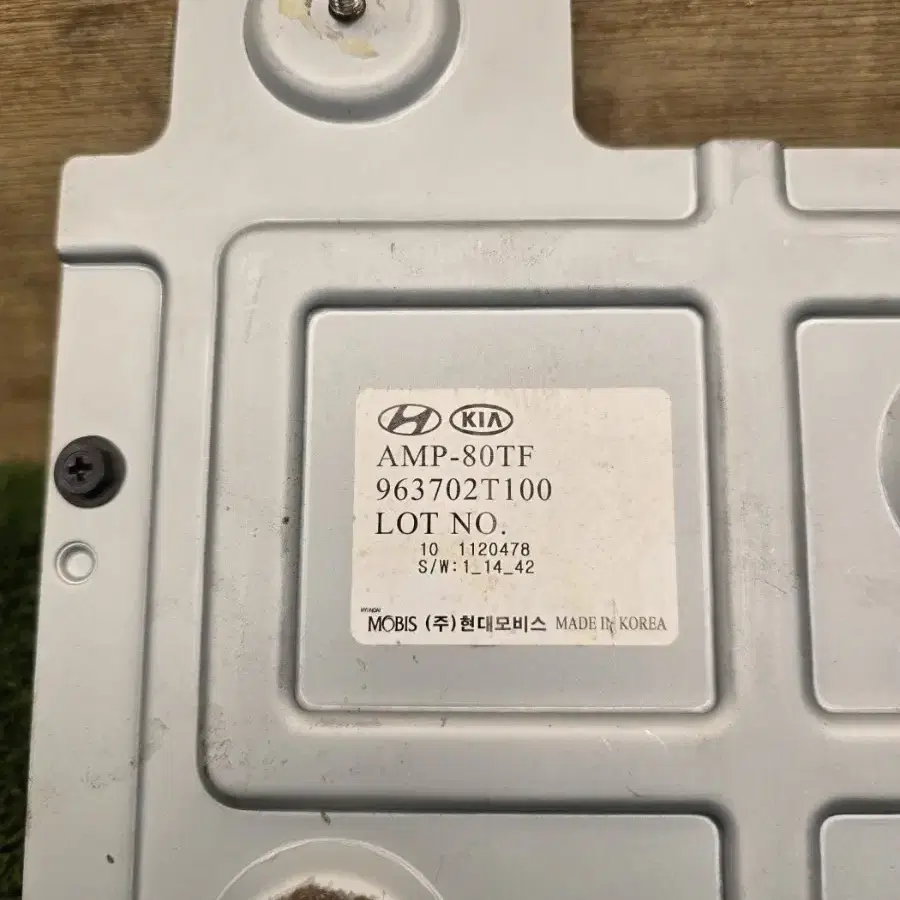 KIA
AMP-80TF
963702T100
LOT NO.
10 1120478
S/W:1_14_42
HYUNDAI
MOBIS (주)현대모비스 MADE IN KOREA